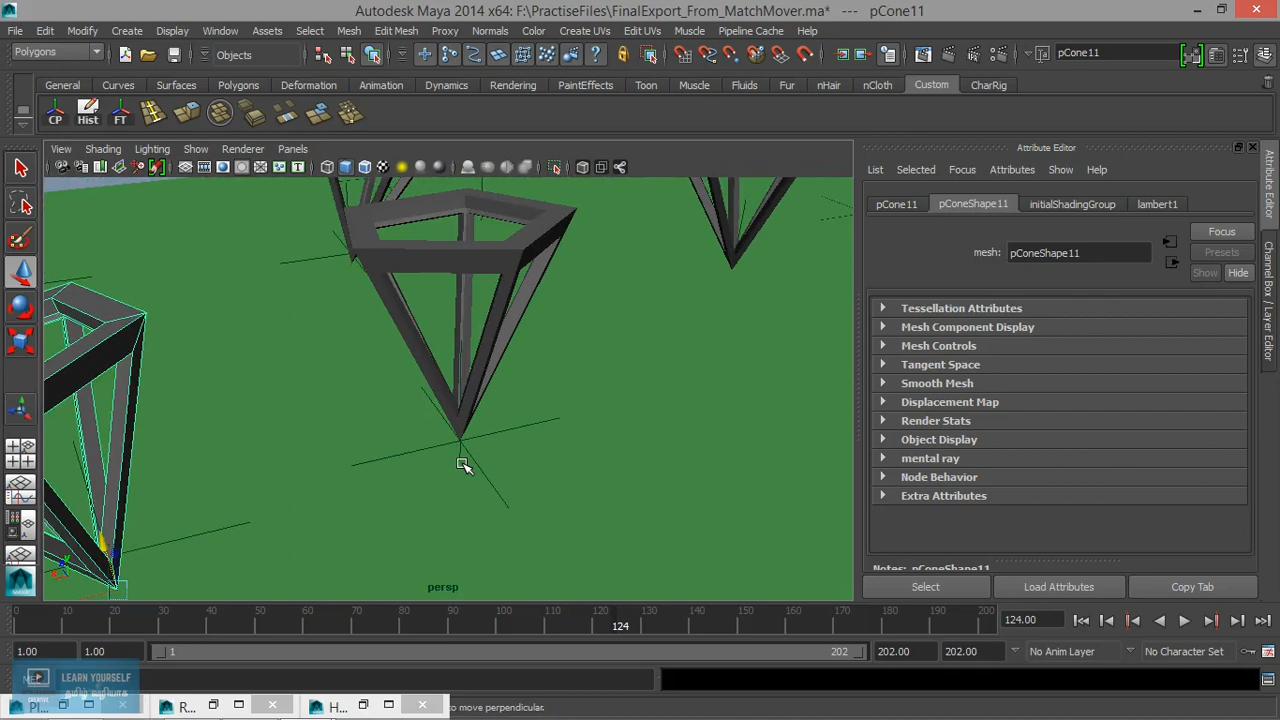 Autodesk Maya 2014 x64: F:\PractiseFiles\FinalExport_From_MatchMover.ma* --- pCone11
File Edit Modify Create Display Window Assets Select Mesh Edit Mesh Proxy Normals Color Create UVs Edit UVs Muscle Pipeline Cache Help
Polygons Objects pCone11
General Curves Surfaces Polygons Deformation Animation Dynamics Rendering PaintEffects Toon Muscle Fluids Fur nHair nCloth Custom CharRig
CP Hist FT
View Shading Lighting Show Renderer Panels
Attribute Editor
List Selected Focus Attributes Show Help
pCone11 pConeShape11 initialShadingGroup lambert1
Focus
mesh: pConeShape11 Presets
Show Hide
Tessellation Attributes
Mesh Component Display
Mesh Controls
Tangent Space
Smooth Mesh
Displacement Map
Render Stats
Object Display
mental ray
Node Behavior
Extra Attributes
Notes: pConeShape11
Select Load Attributes Copy Tab
Attribute Editor
Channel Box / Layer Editor
persp
0 10 20 30 40 50 60 70 80 90 100 110 120 130 140 150 160 170 180 190 200
124
124.00
1.00 1.00 1 202 202.00 202.00 No Anim Layer No Character Set
LEARN YOURSELF
தமிழ் வழியாக
CREATIVE
R... H... to move perpendicular.